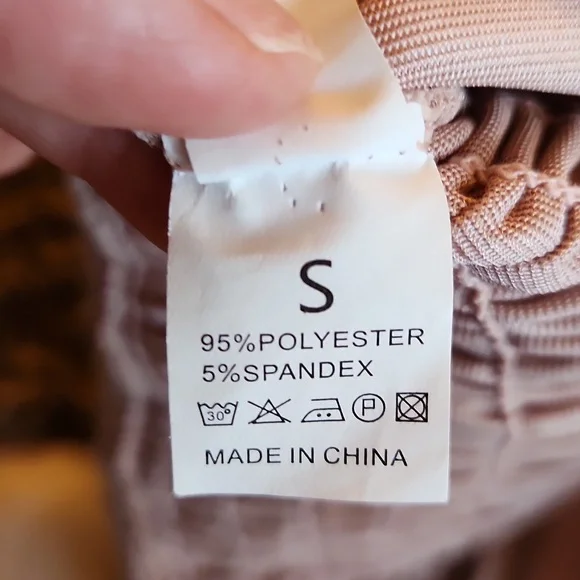 S
95%POLYESTER
5%SPANDEX
30° P
MADE IN CHINA